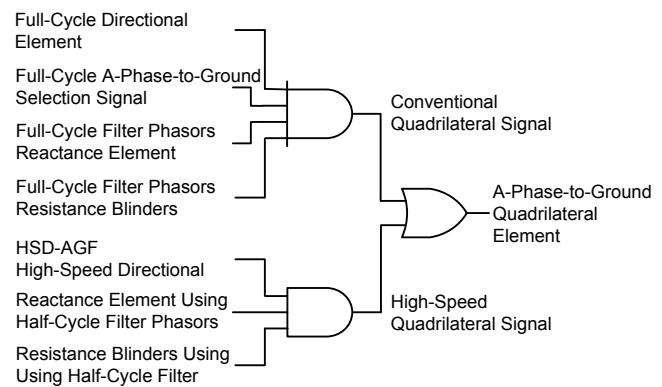 Full-Cycle Directional
Element
Full-Cycle A-Phase-to-Ground
Selection Signal
Full-Cycle Filter Phasors
Reactance Element
Full-Cycle Filter Phasors
Resistance Blinders
Conventional
Quadrilateral Signal
A-Phase-to-Ground
Quadrilateral
Element
HSD-AGF
High-Speed Directional
Reactance Element Using
Half-Cycle Filter Phasors
Resistance Blinders Using
Using Half-Cycle Filter
High-Speed
Quadrilateral Signal